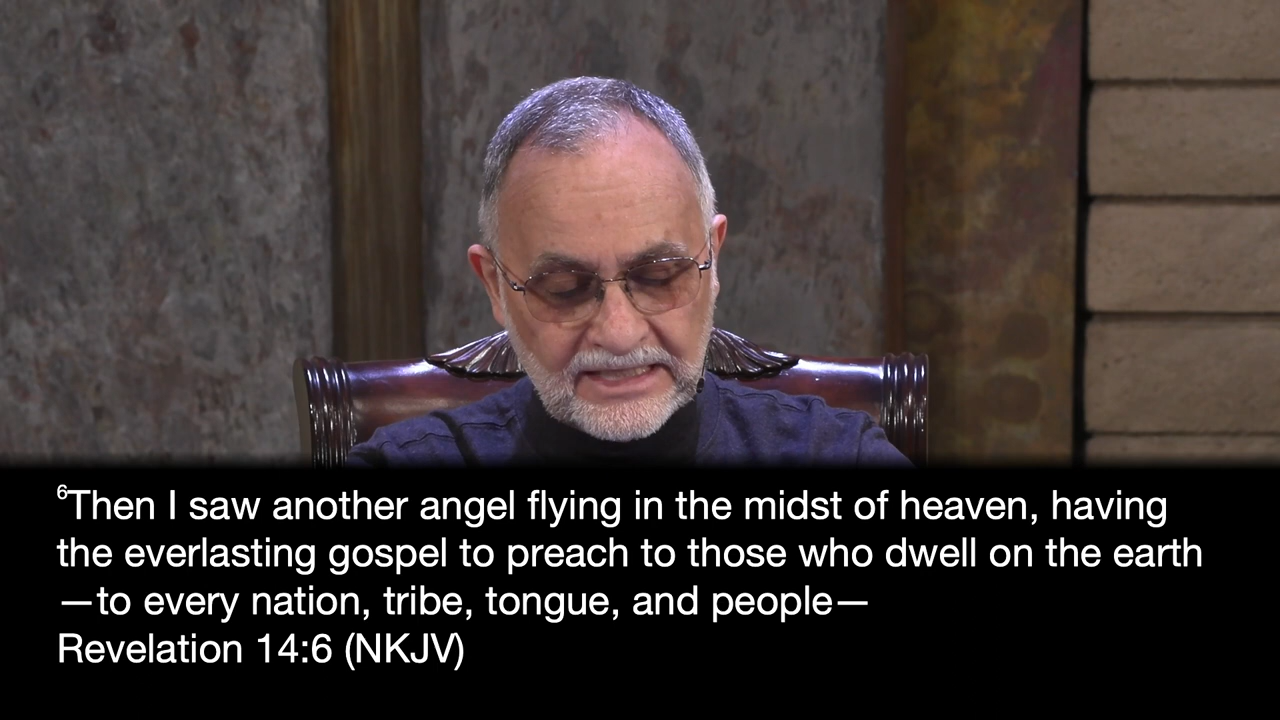 ⁶Then I saw another angel flying in the midst of heaven, having
the everlasting gospel to preach to those who dwell on the earth
—to every nation, tribe, tongue, and people—
Revelation 14:6 (NKJV)